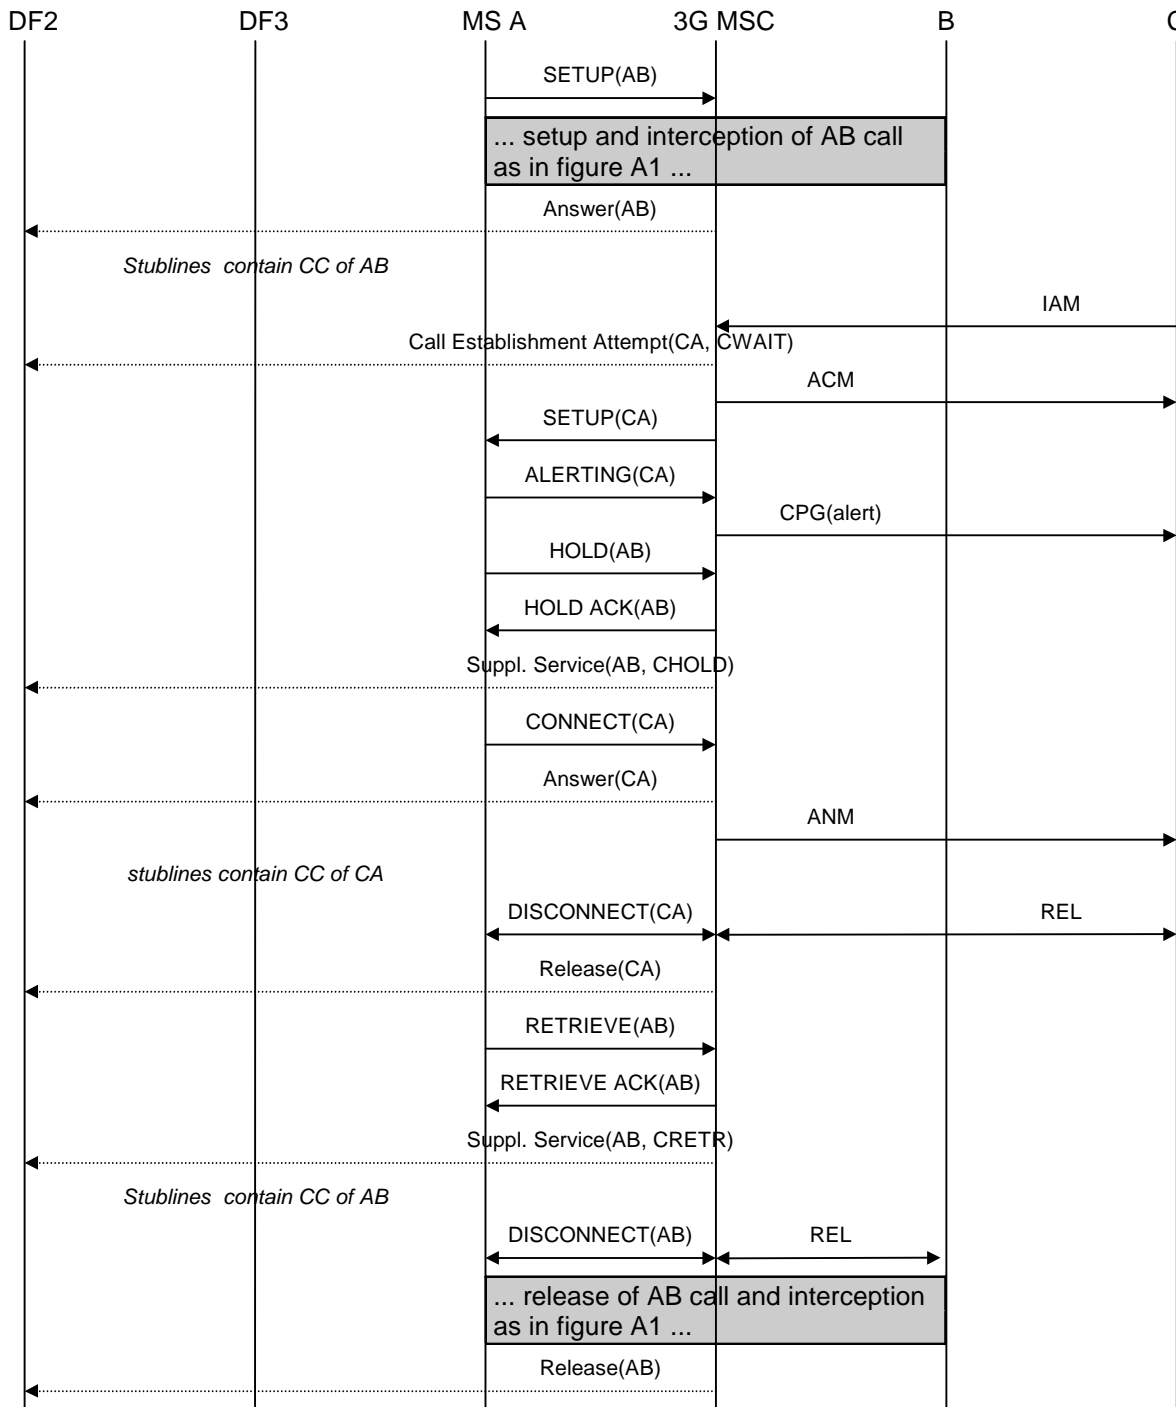 DF2 DF3 MS A 3G MSC B
SETUP(AB)
... setup and interception of AB call
as in figure A1 ...
Answer(AB)
Stublines contain CC of AB
IAM
Call Establishment Attempt(CA, CWAIT)
ACM
SETUP(CA)
ALERTING(CA)
CPG(alert)
HOLD(AB)
HOLD ACK(AB)
Suppl. Service(AB, CHOLD)
CONNECT(CA)
Answer(CA)
ANM
stublines contain CC of CA
DISCONNECT(CA) REL
Release(CA)
RETRIEVE(AB)
RETRIEVE ACK(AB)
Suppl. Service(AB, CRETR)
Stublines contain CC of AB
DISCONNECT(AB) REL
... release of AB call and interception
as in figure A1 ...
Release(AB)